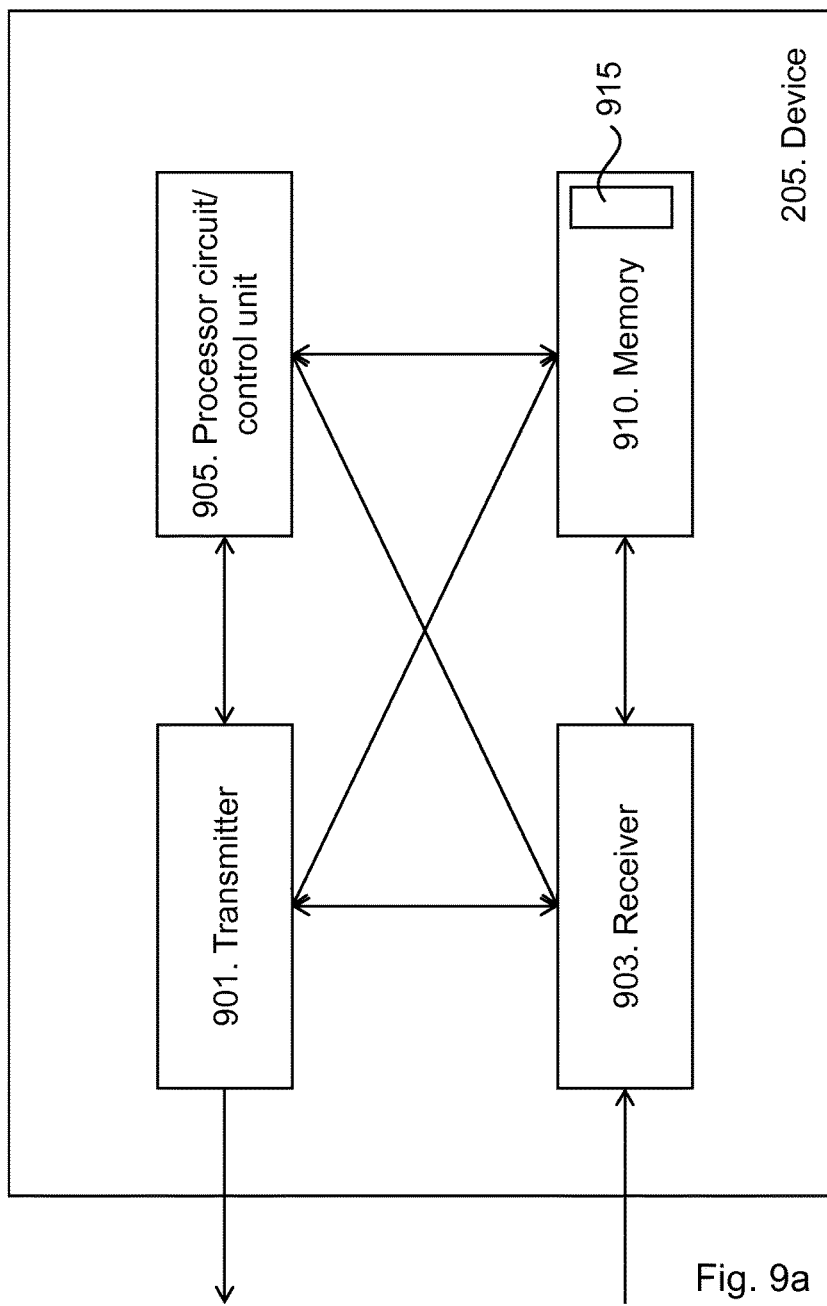 901. Transmitter
905. Processor circuit/
control unit
903. Receiver
910. Memory
915
205. Device
Fig. 9a